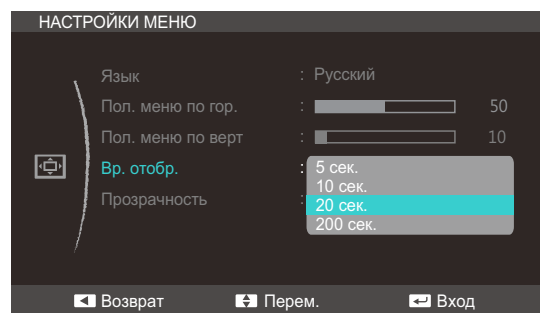 НАСТРОЙКИ МЕНЮ
Язык : Русский
Пол. меню по гор. : 50
Пол. меню по верт : 10
Вр. отобр. : 5 сек.
10 сек.
Прозрачность : 20 сек.
200 сек.
Возврат Перем. Вход